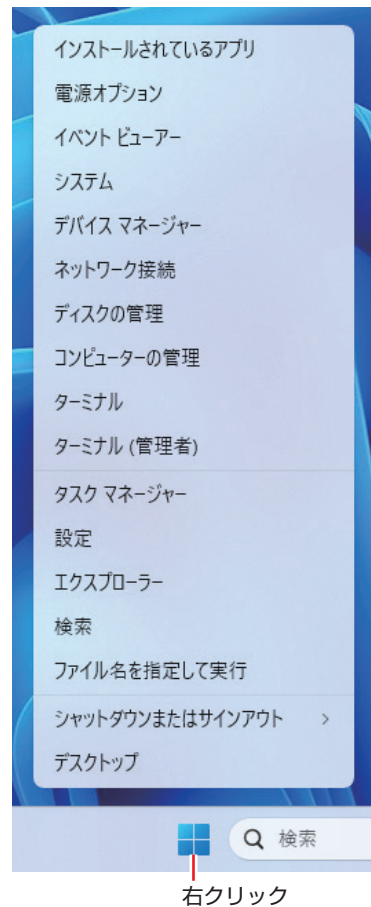 インストールされているアプリ
電源オプション
イベント ビューアー
システム
デバイス マネージャー
ネットワーク接続
ディスクの管理
コンピューターの管理
ターミナル
ターミナル (管理者)
タスク マネージャー
設定
エクスプローラー
検索
ファイル名を指定して実行
シャットダウンまたはサインアウト
デスクトップ
検索
右クリック